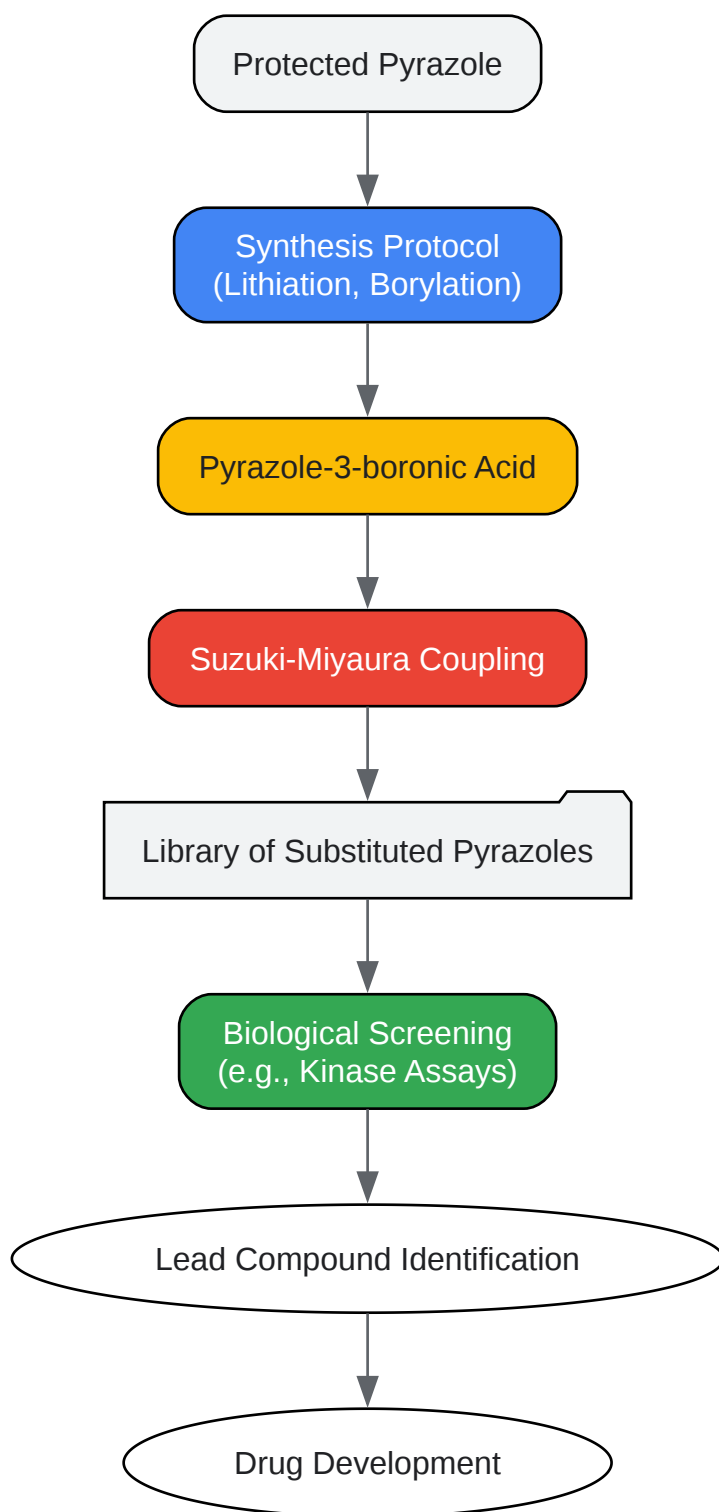 Protected Pyrazole
Synthesis Protocol
(Lithiation, Borylation)
Pyrazole-3-boronic Acid
Suzuki-Miyaura Coupling
Library of Substituted Pyrazoles
Biological Screening
(e.g., Kinase Assays)
Lead Compound Identification
Drug Development